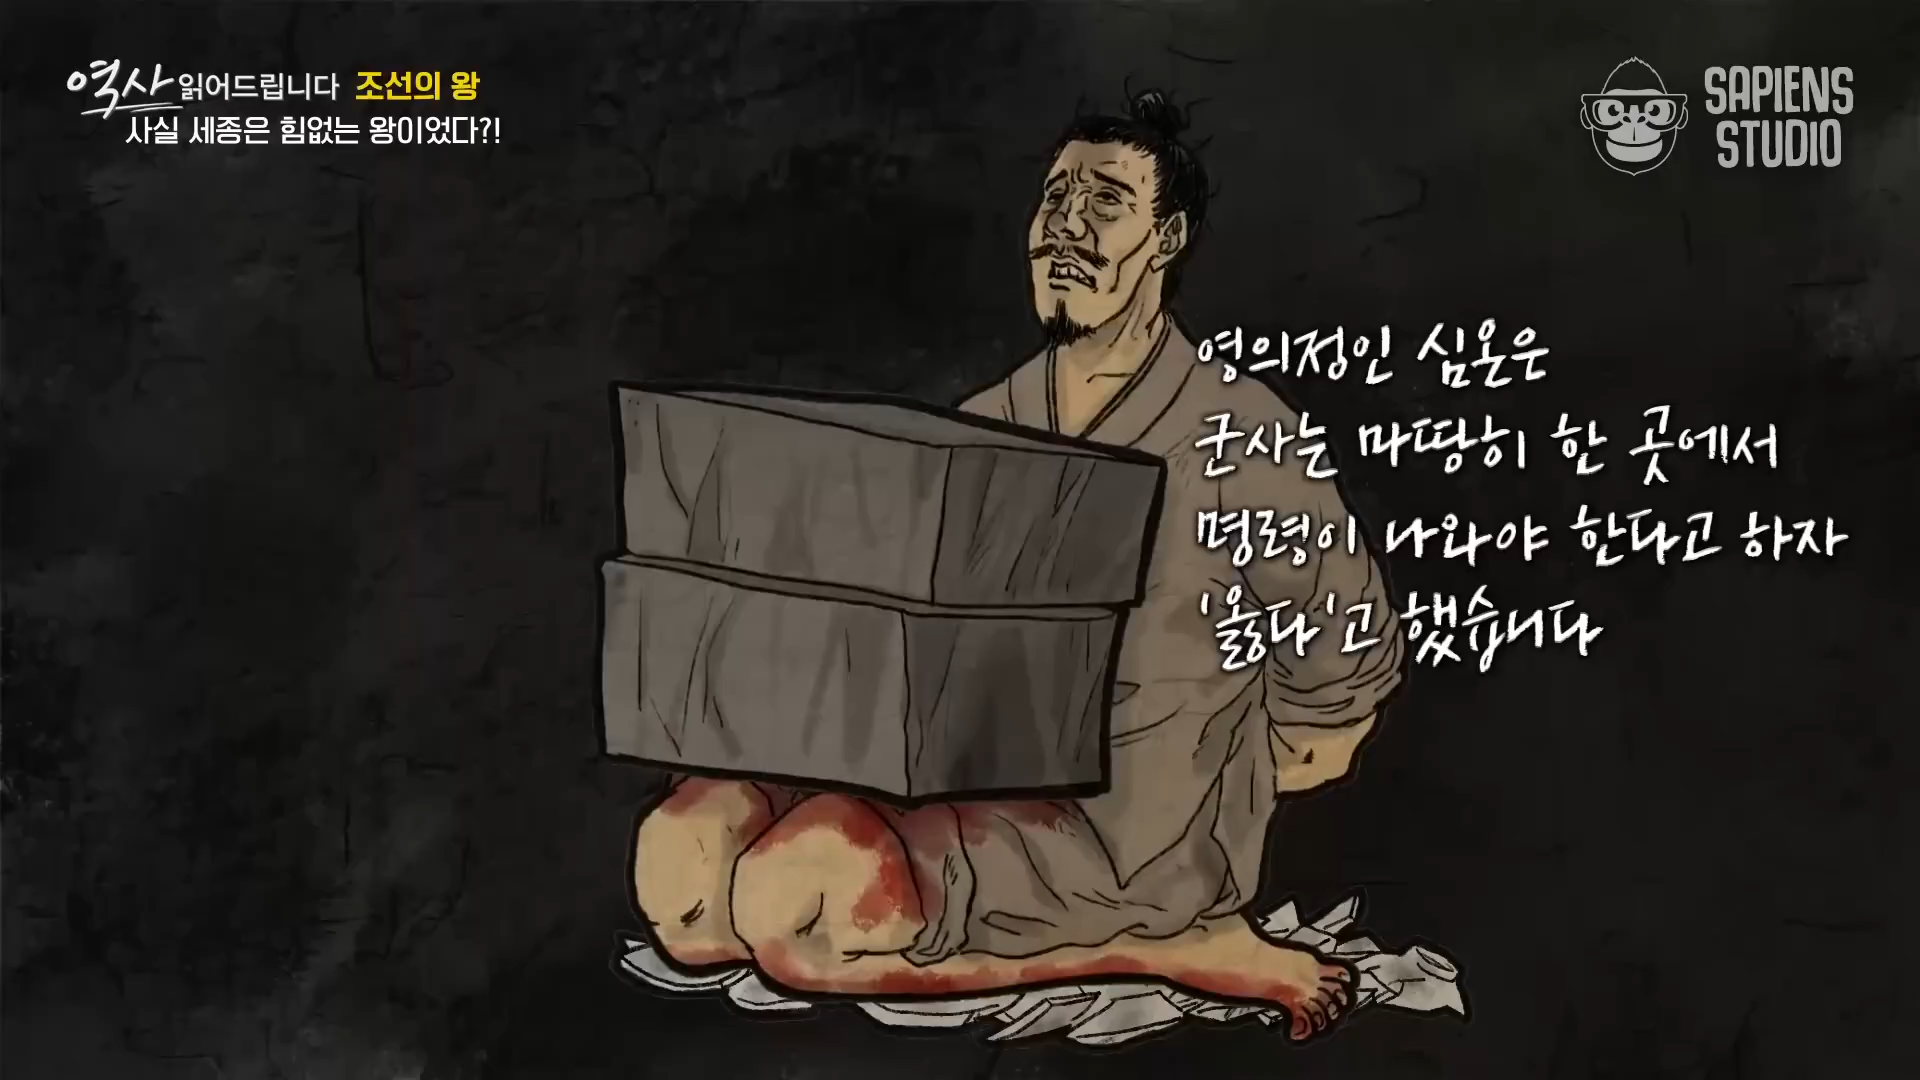 역사 읽어드립니다 조선의 왕
사실 세종은 힘없는 왕이었다?!
SAPIENS
STUDIO
영의정인 심온은
군사는 마땅히 한 곳에서
명령이 나와야 한다고 하자
'옳다'고 했습니다